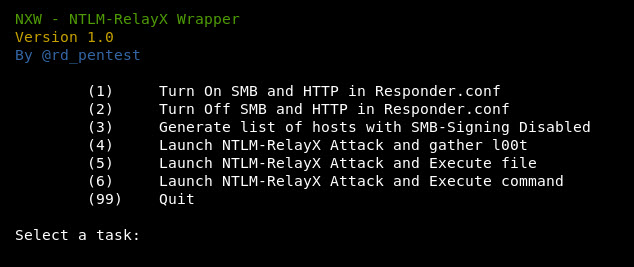 NXW - NTLM-RelayX Wrapper
Version 1.0
By @rd_pentest
(1) Turn On SMB and HTTP in Responder.conf
(2) Turn Off SMB and HTTP in Responder.conf
(3) Generate list of hosts with SMB-Signing Disabled
(4) Launch NTLM-RelayX Attack and gather l00t
(5) Launch NTLM-RelayX Attack and Execute file
(6) Launch NTLM-RelayX Attack and Execute command
(99) Quit
Select a task: